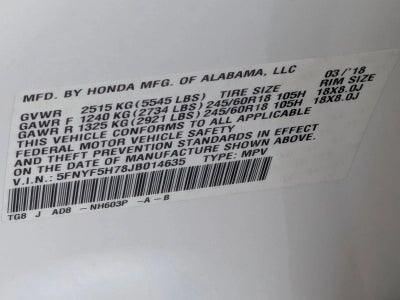 MFD. BY HONDA MFG. OF ALABAMA, LLC 03/'18
GVWR 2515 KG (5545 LBS) TIRE SIZE RIM SIZE
GAWR F 1240 KG (2734 LBS) 245/60R18 105H 18X8.0J
GAWR R 1325 KG (2921 LBS) 245/60R18 105H 18X8.0J
THIS VEHICLE CONFORMS TO ALL APPLICABLE
FEDERAL MOTOR VEHICLE SAFETY
AND THEFT PREVENTION STANDARDS IN EFFECT
ON THE DATE OF MANUFACTURE SHOWN ABOVE.
V.I.N.: 5FNYF5H78JB014635 TYPE: MPV
TG8 J AD8 - NH603P -A-B